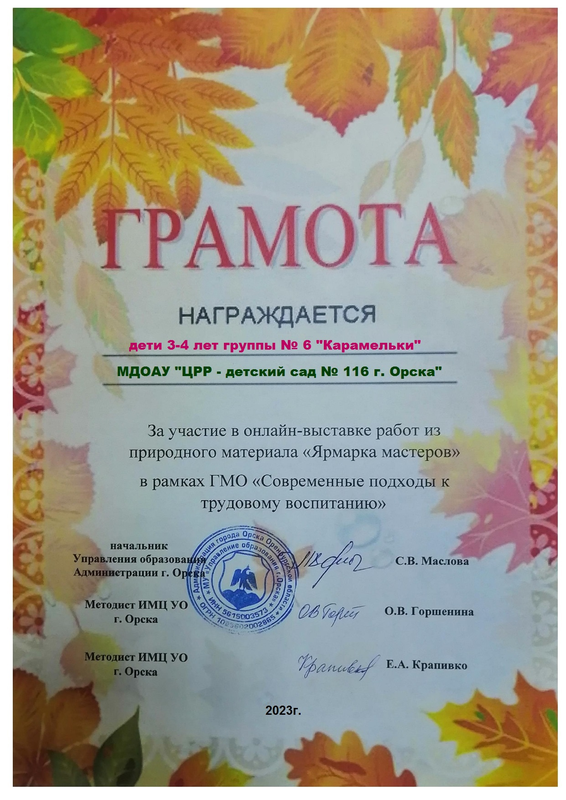 ГРАМОТА
НАГРАЖДАЕТСЯ
дети 3-4 лет группы № 6 "Карамельки"
МДОАУ "ЦРР - детский сад № 116 г. Орска"
За участие в онлайн-выставке работ из
природного материала «Ярмарка мастеров»
в рамках ГМО «Современные подходы к
трудовому воспитанию»
начальник
Управления образования
Администрации г. Орска
С.В. Маслова
Методист ИМЦ УО
г. Орска
О.В. Горшенина
Методист ИМЦ УО
г. Орска
Е.А. Крапивко
2023г.